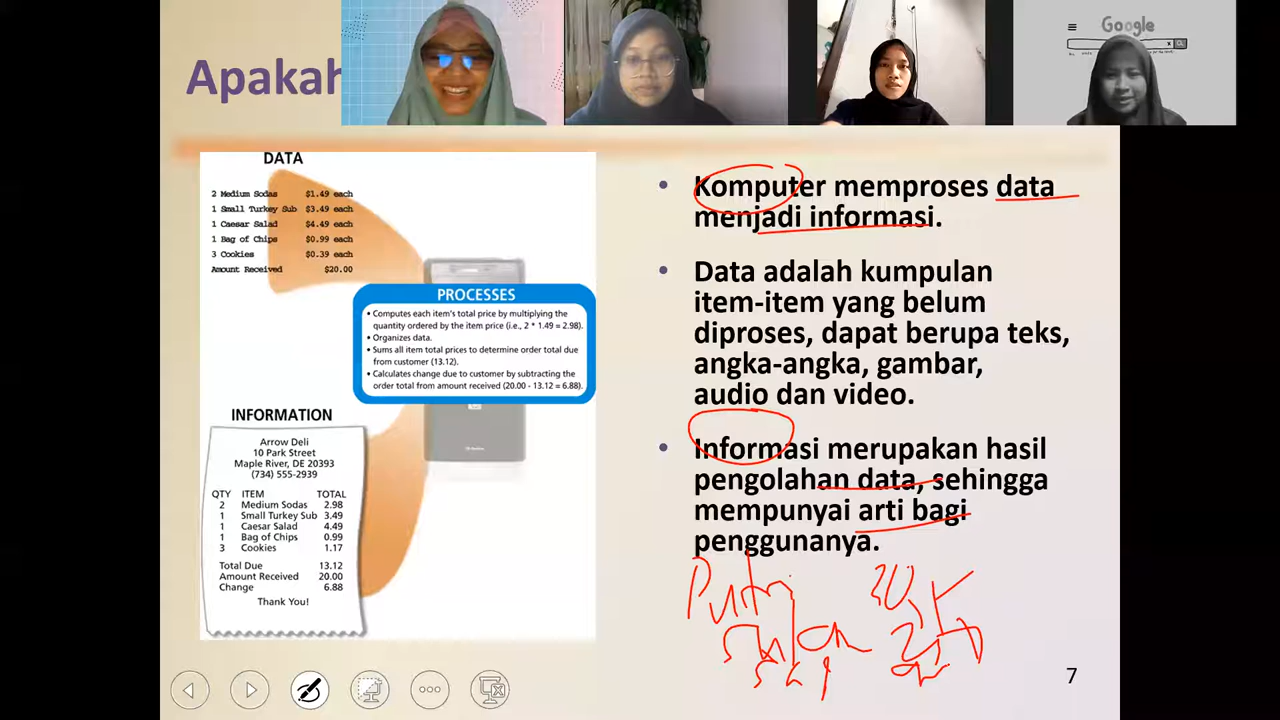 Apakah
Google
DATA
2 Medium Sodas $1.49 each
1 Small Turkey Sub $3.49 each
1 Caesar Salad $4.49 each
1 Bag of Chips $0.99 each
3 Cookies $0.39 each
Amount Received $20.00
PROCESSES
• Computes each item's total price by multiplying the
quantity ordered by the item price (i.e., 2 * 1.49 = 2.98).
• Organizes data.
• Sums all item total prices to determine order total due
from customer (13.12).
• Calculates change due to customer by subtracting the
order total from amount received (20.00 - 13.12 = 6.88).
INFORMATION
Arrow Deli
10 Park Street
Maple River, DE 20393
(734) 555-2939
QTY ITEM TOTAL
2 Medium Sodas 2.98
1 Small Turkey Sub 3.49
1 Caesar Salad 4.49
1 Bag of Chips 0.99
3 Cookies 1.17
Total Due 13.12
Amount Received 20.00
Change 6.88
Thank You!
• Komputer memproses data
menjadi informasi.
• Data adalah kumpulan
item-item yang belum
diproses, dapat berupa teks,
angka-angka, gambar,
audio dan video.
• Informasi merupakan hasil
pengolahan data, sehingga
mempunyai arti bagi
penggunanya.
Putri
7